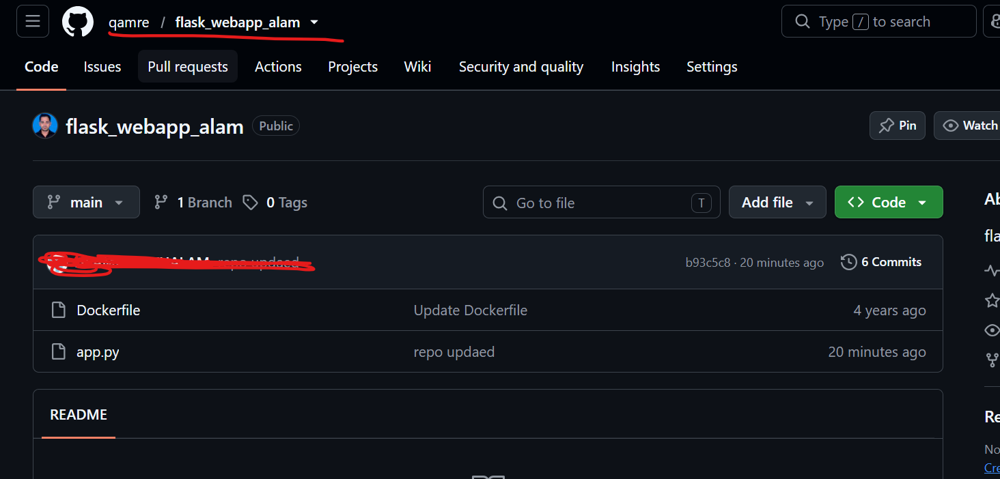 qamre / flask_webapp_alam
Type / to search
Code Issues Pull requests Actions Projects Wiki Security and quality Insights Settings
flask_webapp_alam Public
Pin Watch
main 1 Branch 0 Tags
Go to file T
Add file Code
b93c5c8 · 20 minutes ago 6 Commits
Dockerfile Update Dockerfile 4 years ago
app.py repo updaed 20 minutes ago
README